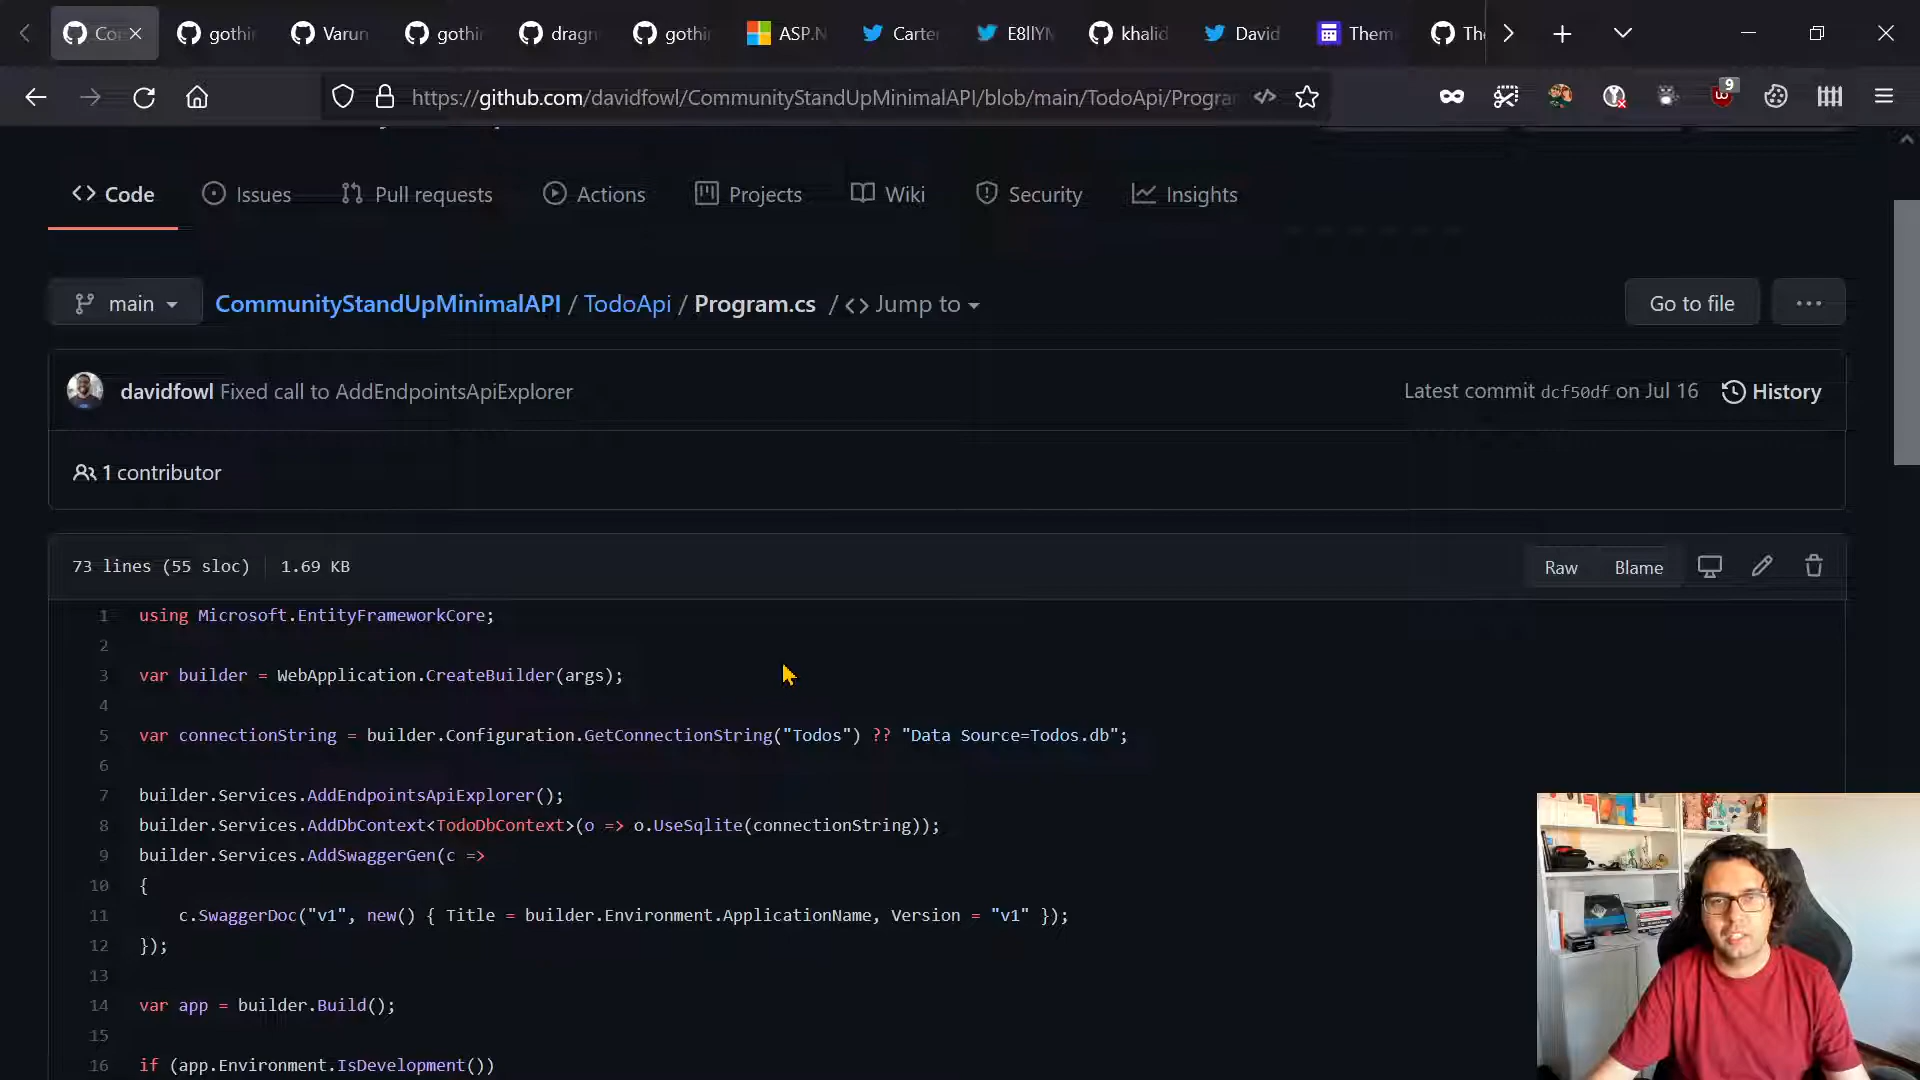 Co
gothi
Varun
gothi
dragn
gothi
ASP.N
Carte
E8llYM
khalid
David
Them
Th
https://github.com/davidfowl/CommunityStandUpMinimalAPI/blob/main/TodoApi/Progra
9
Code
Issues
Pull requests
Actions
Projects
Wiki
Security
Insights
main
CommunityStandUpMinimalAPI / TodoApi / Program.cs / <> Jump to
Go to file
davidfowl Fixed call to AddEndpointsApiExplorer
Latest commit dcf50df on Jul 16
History
1 contributor
73 lines (55 sloc) | 1.69 KB
Raw
Blame
1 using Microsoft.EntityFrameworkCore;
2
3 var builder = WebApplication.CreateBuilder(args);
4
5 var connectionString = builder.Configuration.GetConnectionString("Todos") ?? "Data Source=Todos.db";
6
7 builder.Services.AddEndpointsApiExplorer();
8 builder.Services.AddDbContext<TodoDbContext>(o => o.UseSqlite(connectionString));
9 builder.Services.AddSwaggerGen(c =>
10 {
11 c.SwaggerDoc("v1", new() { Title = builder.Environment.ApplicationName, Version = "v1" });
12 });
13
14 var app = builder.Build();
15
16 if (app.Environment.IsDevelopment())